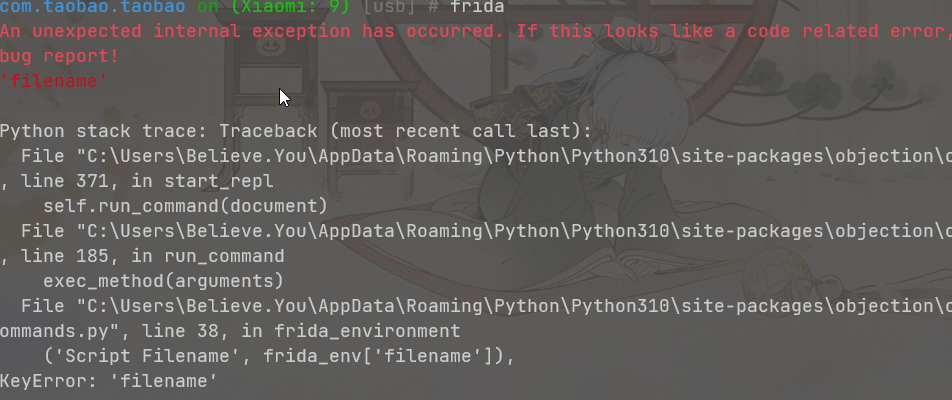 com.taobao.taobao on (Xiaomi: 9) [usb] # frida
An unexpected internal exception has occurred. If this looks like a code related error,
bug report!
'filename'
Python stack trace: Traceback (most recent call last):
  File "C:\Users\Believe.You\AppData\Roaming\Python\Python310\site-packages\objection\c
, line 371, in start_repl
    self.run_command(document)
  File "C:\Users\Believe.You\AppData\Roaming\Python\Python310\site-packages\objection\c
, line 185, in run_command
    exec_method(arguments)
  File "C:\Users\Believe.You\AppData\Roaming\Python\Python310\site-packages\objection\c
ommands.py", line 38, in frida_environment
    ('Script Filename', frida_env['filename']),
KeyError: 'filename'